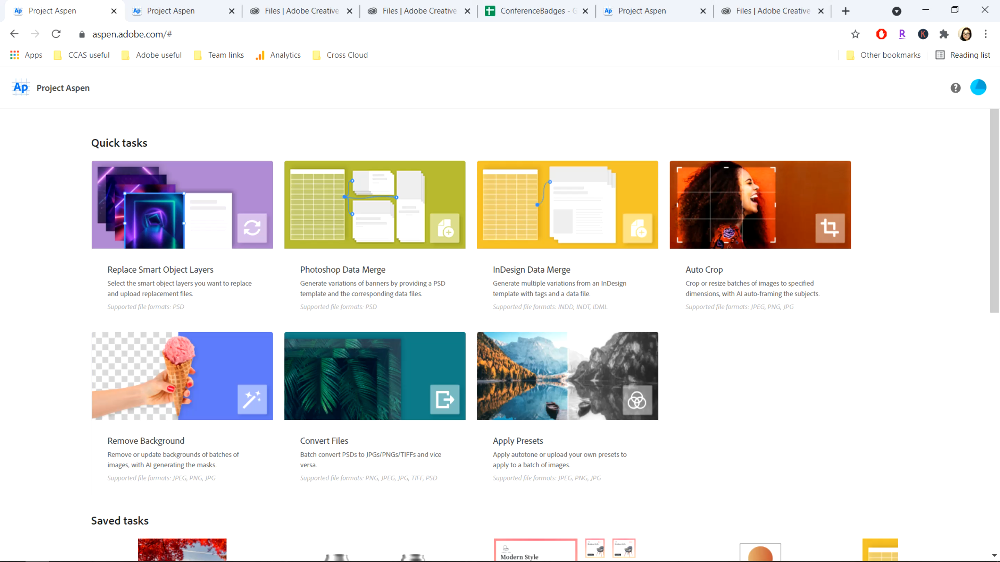 Project Aspen
Project Aspen
Files | Adobe Creative
Files | Adobe Creative
ConferenceBadges - G
Project Aspen
Files | Adobe Creative
aspen.adobe.com/#
Apps CCAS useful Adobe useful Team links Analytics Cross Cloud Other bookmarks Reading list
Ap Project Aspen
Quick tasks
Replace Smart Object Layers
Select the smart object layers you want to replace
and upload replacement files.
Supported file formats: PSD
Photoshop Data Merge
Generate variations of banners by providing a PSD
template and the corresponding data files.
Supported file formats: PSD
InDesign Data Merge
Generate multiple variations from an InDesign
template with tags and a data file.
Supported file formats: INDD, INDT, IDML
Auto Crop
Crop or resize batches of images to specified
dimensions, with AI auto-framing the subjects.
Supported file formats: JPEG, PNG, JPG
Remove Background
Remove or update backgrounds of batches of
images, with AI generating the masks.
Supported file formats: JPEG, PNG, JPG
Convert Files
Batch convert PSDs to JPGs/PNGs/TIFFs and vice
versa.
Supported file formats: PNG, JPEG, JPG, TIFF, PSD
Apply Presets
Apply autotone or upload your own presets to
apply to a batch of images.
Supported file formats: JPEG, PNG, JPG
Saved tasks
Modern Style
Modern Style
Modern Style